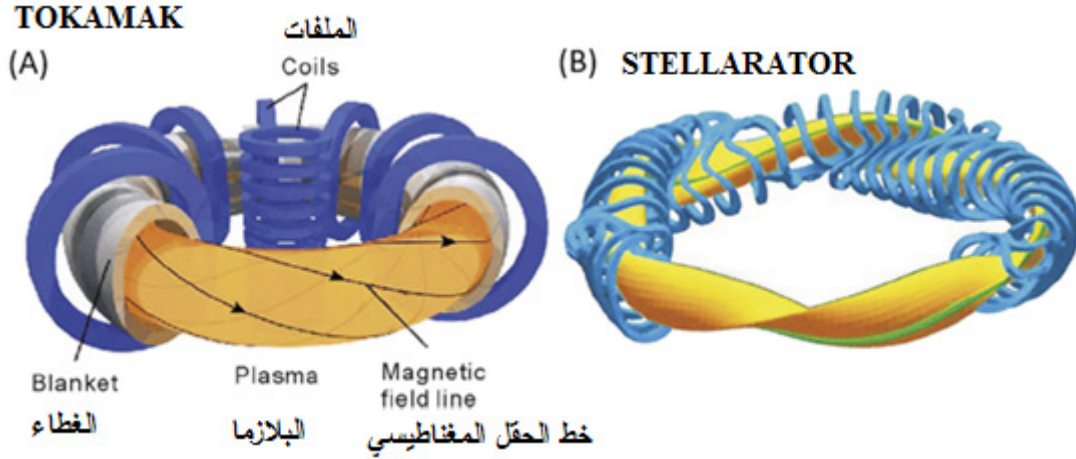 TOKAMAK
(A)
الملفات
Coils
(B) STELLARATOR
Blanket
Plasma
Magnetic
field line
الغطاء
البلازما
خط الحقل المغناطيسي